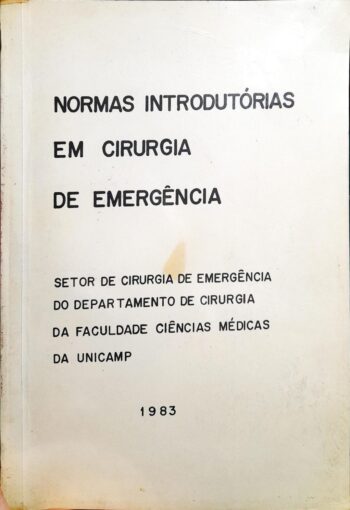 NORMAS INTRODUTÓRIAS
EM CIRURGIA
DE EMERGÊNCIA
SETOR DE CIRURGIA DE EMERGÊNCIA
DO DEPARTAMENTO DE CIRURGIA
DA FACULDADE CIÊNCIAS MÉDICAS
DA UNICAMP
1983